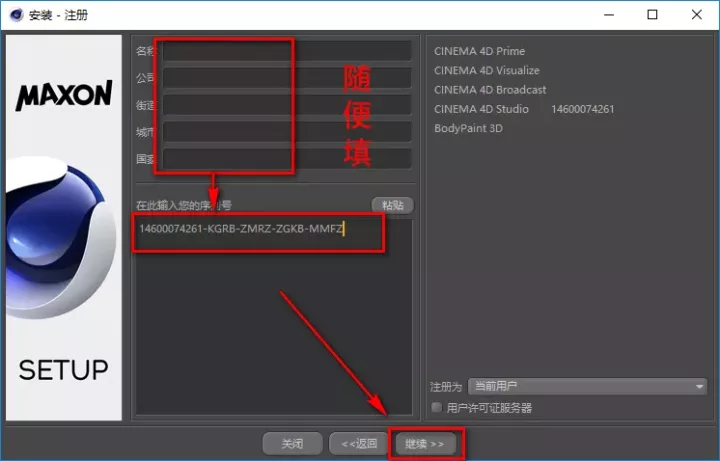 安装 - 注册
MAXON
SETUP
名称
公司
街道
城市
国家
随便填
在此输入您的序列号
粘贴
14600074261-KGRB-ZMRZ-ZGKB-MMFZ
CINEMA 4D Prime
CINEMA 4D Visualize
CINEMA 4D Broadcast
CINEMA 4D Studio 14600074261
BodyPaint 3D
注册为 当前用户
用户许可证服务器
关闭 <<返回 继续 >>